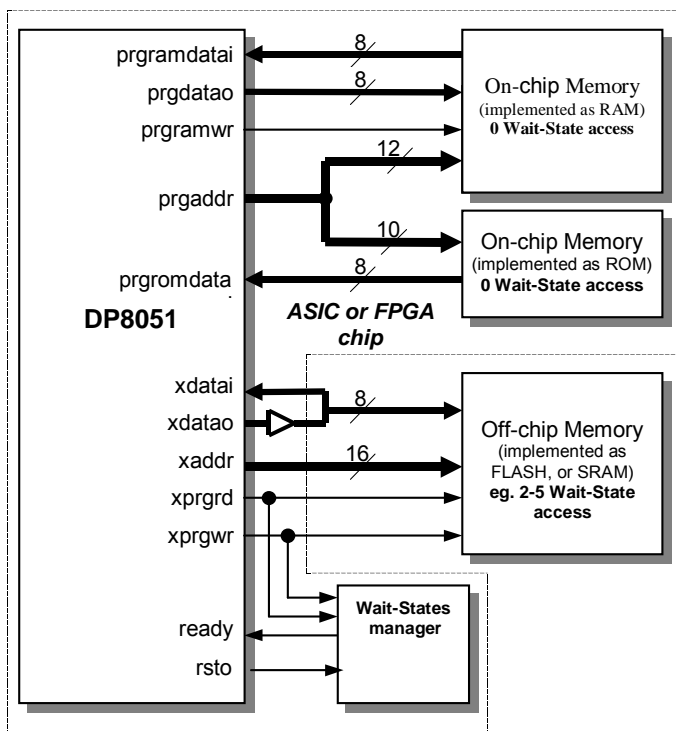 prgramdatai
8
prgdatao
8
prgramwr
12
prgaddr
10
prgromdata
8
DP8051
ASIC or FPGA
chip
On-chip Memory
(implemented as RAM)
0 Wait-State access
On-chip Memory
(implemented as ROM)
0 Wait-State access
xdatai
8
xdatao
xaddr
16
xprgrd
xprgwr
Off-chip Memory
(implemented as
FLASH, or SRAM)
eg. 2-5 Wait-State
access
ready
rsto
Wait-States
manager